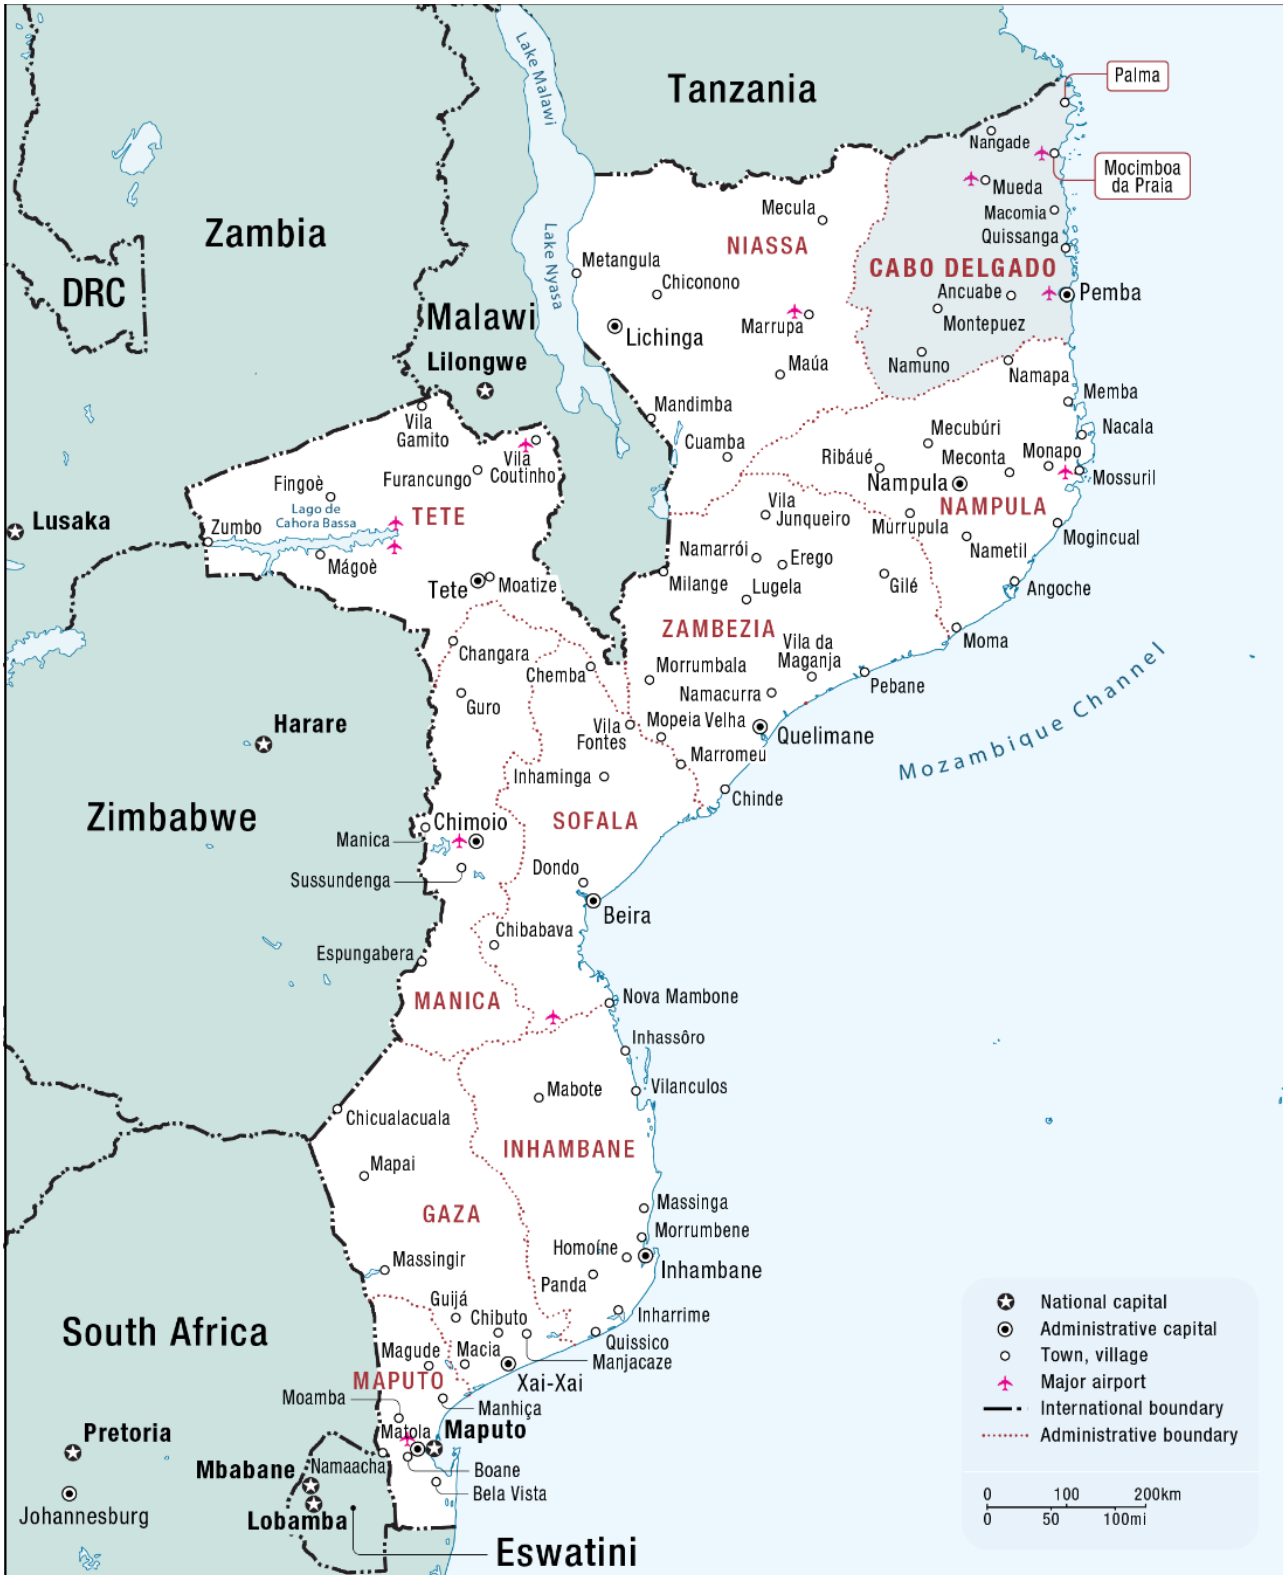 Lake Malawi
Tanzania
Palma
Nangade
Mocimboa
da Praia
Mueda
Macomia
Quissanga
Mecula
NIASSA
Zambia
CABO DELGADO
Metangula
Lake Nyasa
Chiconono
DRC
Ancuabe
Pemba
Malawi
Marrupa
Montepuez
Lichinga
Lilongwe
Maúa
Namuno
Namapa
Memba
Mandimba
Vila
Gamito
Cuamba
Mecubúri
Nacala
Ribáué
Meconta
Monapo
Vila
Coutinho
Furancungo
Fingoè
Nampula
Mossuril
Lago de
Cahora Bassa
TETE
Vila
Junqueiro
NAMPULA
Lusaka
Zumbo
Murrupula
Mogincual
Namarrói
Erego
Nametil
Mágoè
Tete
Moatize
Milange
Lugela
Gilé
Angoche
ZAMBEZIA
Changara
Chemba
Morrumbala
Vila da
Maganja
Moma
Pebane
Guro
Namacurra
Mozambique Channel
Harare
Vila
Fontes
Mopeia Velha
Quelimane
Marromeu
Inhaminga
Chinde
Zimbabwe
Chimoio
SOFALA
Manica
Sussundenga
Dondo
Beira
Chibabava
Espungabera
MANICA
Nova Mambone
Inhassôro
Mabote
Vilanculos
Chicualacuala
INHAMBANE
Mapai
GAZA
Massinga
Morrumbene
Homoíne
Massingir
Panda
Inhambane
Guijá
Chibuto
Inharrime
South Africa
Quissico
Magude
Macia
Manjacaze
MAPUTO
Xai-Xai
Moamba
Manhiça
Matola
Maputo
Pretoria
Namaacha
Mbabane
Boane
Bela Vista
Johannesburg
Lobamba
Eswatini
National capital
Administrative capital
Town, village
Major airport
International boundary
Administrative boundary
0 100 200km
0 50 100mi